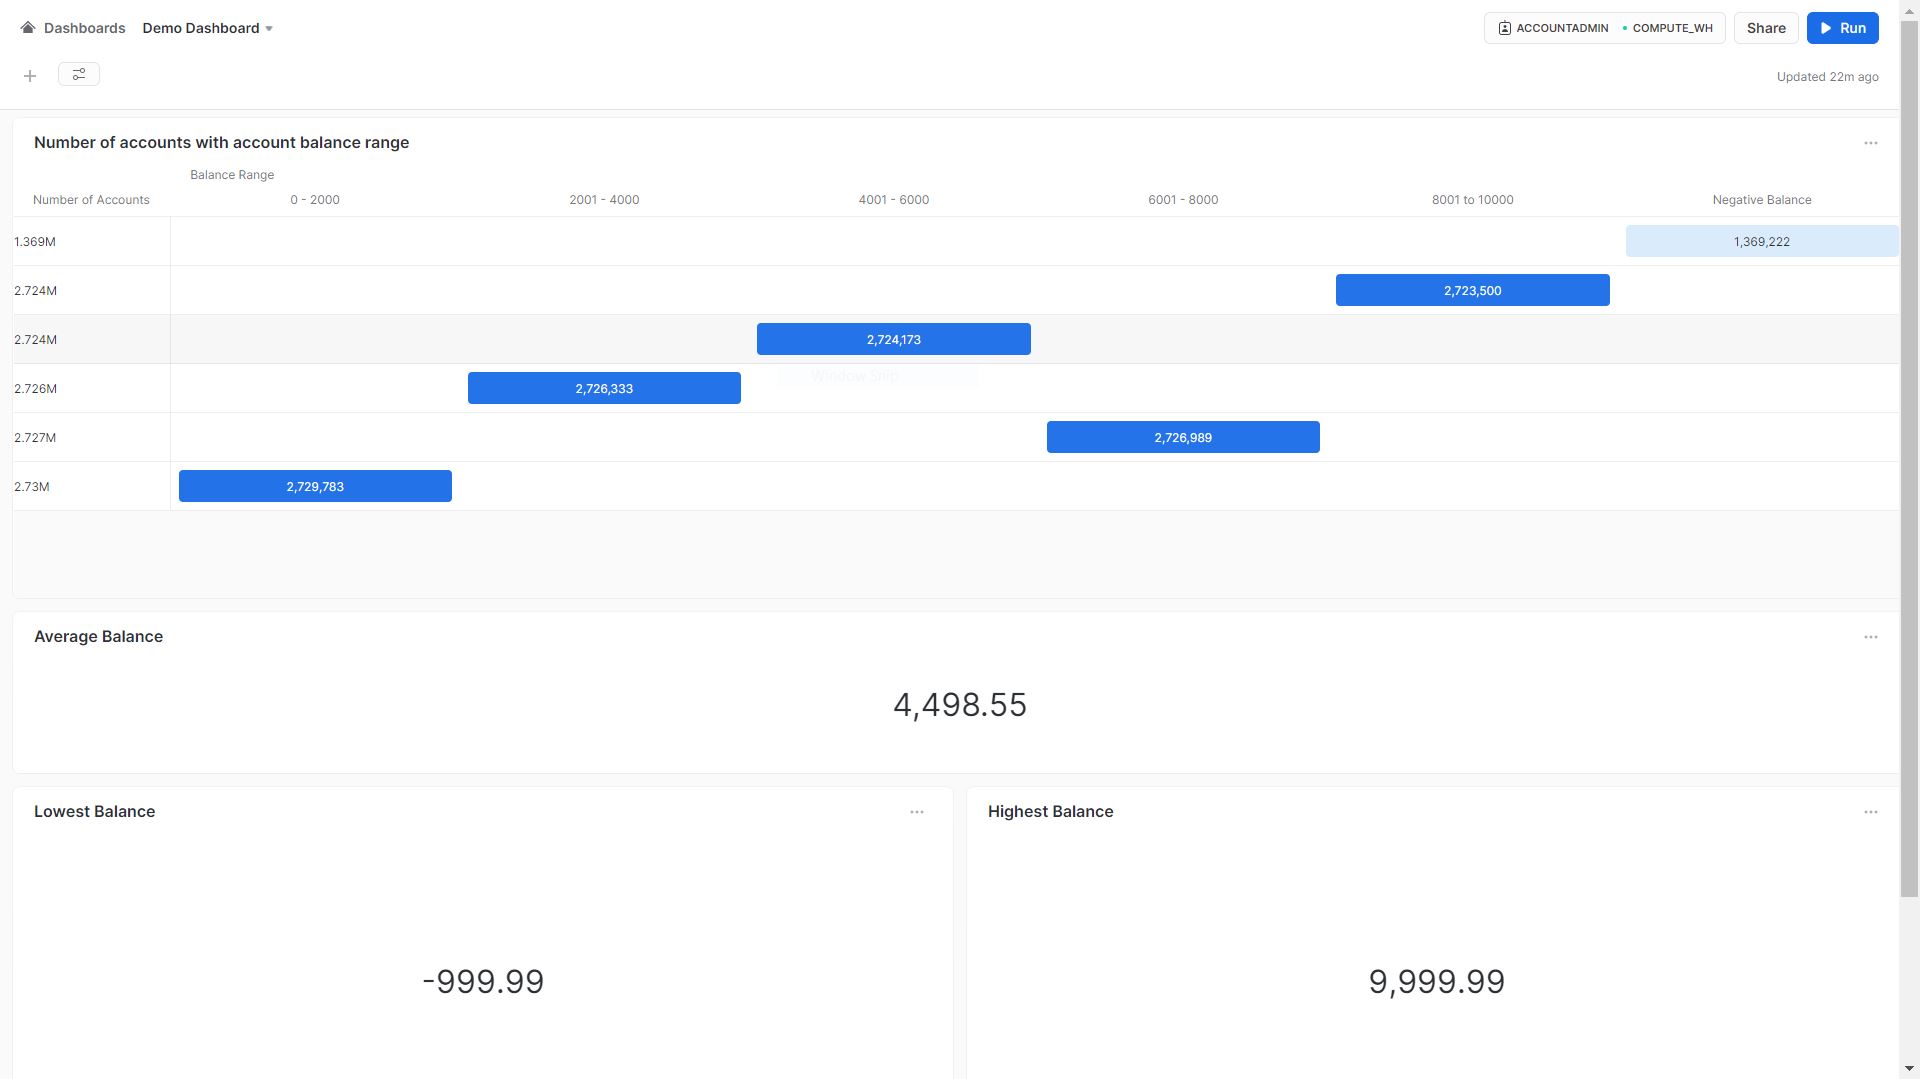 Dashboards Demo Dashboard
ACCOUNTADMIN • COMPUTE_WH Share Run
Updated 22m ago
Number of accounts with account balance range
Balance Range
Number of Accounts 0 - 2000 2001 - 4000 4001 - 6000 6001 - 8000 8001 to 10000 Negative Balance
1.369M 1,369,222
2.724M 2,723,500
2.724M 2,724,173
Window Snip
2.726M 2,726,333
2.727M 2,726,989
2.73M 2,729,783
Average Balance
4,498.55
Lowest Balance
-999.99
Highest Balance
9,999.99